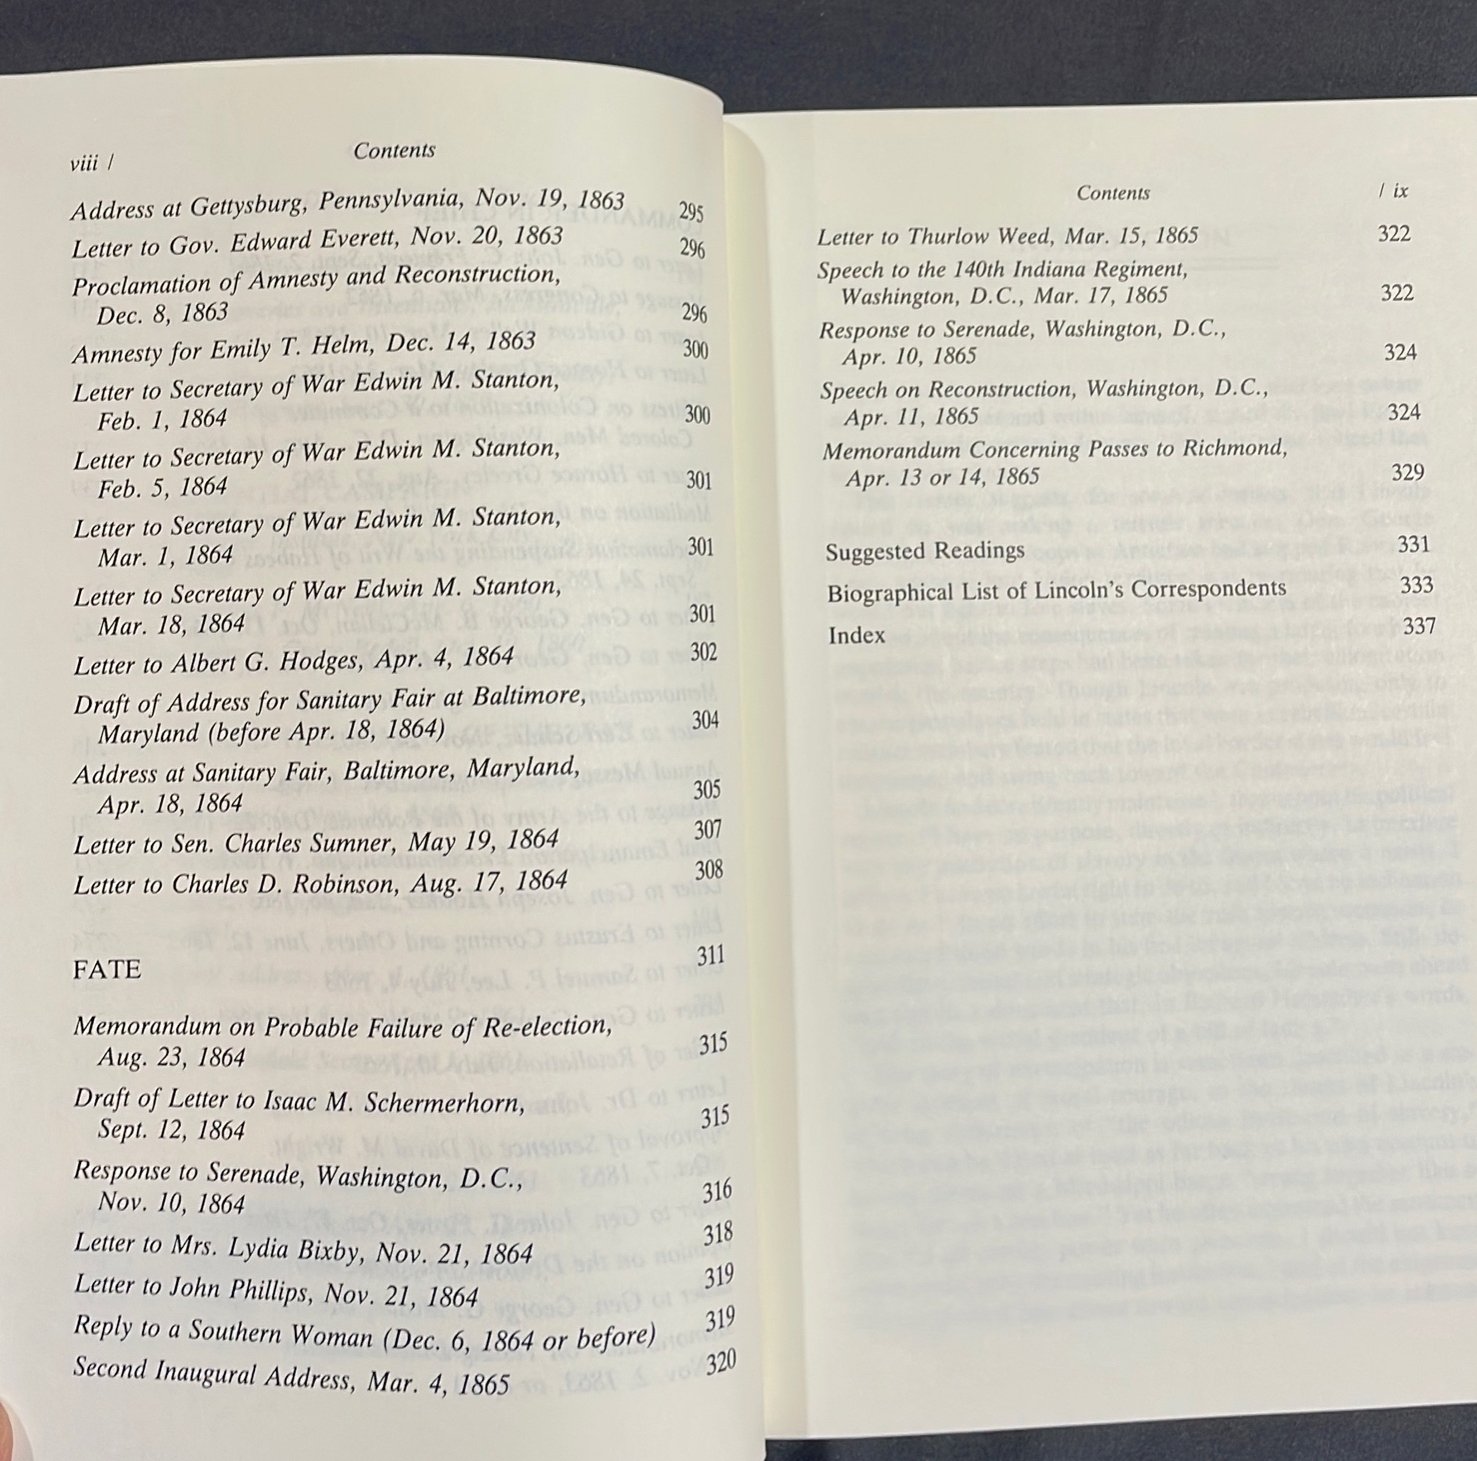 viii /
Contents
Address at Gettysburg, Pennsylvania, Nov. 19, 1863 295
Letter to Gov. Edward Everett, Nov. 20, 1863 296
Proclamation of Amnesty and Reconstruction,
Dec. 8, 1863 296
Amnesty for Emily T. Helm, Dec. 14, 1863 300
Letter to Secretary of War Edwin M. Stanton,
Feb. 1, 1864 300
Letter to Secretary of War Edwin M. Stanton,
Feb. 5, 1864 301
Letter to Secretary of War Edwin M. Stanton,
Mar. 1, 1864 301
Letter to Secretary of War Edwin M. Stanton,
Mar. 18, 1864 301
Letter to Albert G. Hodges, Apr. 4, 1864 302
Draft of Address for Sanitary Fair at Baltimore,
Maryland (before Apr. 18, 1864) 304
Address at Sanitary Fair, Baltimore, Maryland,
Apr. 18, 1864 305
Letter to Sen. Charles Sumner, May 19, 1864 307
Letter to Charles D. Robinson, Aug. 17, 1864 308
FATE 311
Memorandum on Probable Failure of Re-election,
Aug. 23, 1864 315
Draft of Letter to Isaac M. Schermerhorn,
Sept. 12, 1864 315
Response to Serenade, Washington, D.C.,
Nov. 10, 1864 316
Letter to Mrs. Lydia Bixby, Nov. 21, 1864 318
Letter to John Phillips, Nov. 21, 1864 319
Reply to a Southern Woman (Dec. 6, 1864 or before) 319
Second Inaugural Address, Mar. 4, 1865 320
Contents / ix
Letter to Thurlow Weed, Mar. 15, 1865 322
Speech to the 140th Indiana Regiment,
Washington, D.C., Mar. 17, 1865 322
Response to Serenade, Washington, D.C.,
Apr. 10, 1865 324
Speech on Reconstruction, Washington, D.C.,
Apr. 11, 1865 324
Memorandum Concerning Passes to Richmond,
Apr. 13 or 14, 1865 329
Suggested Readings 331
Biographical List of Lincoln's Correspondents 333
Index 337